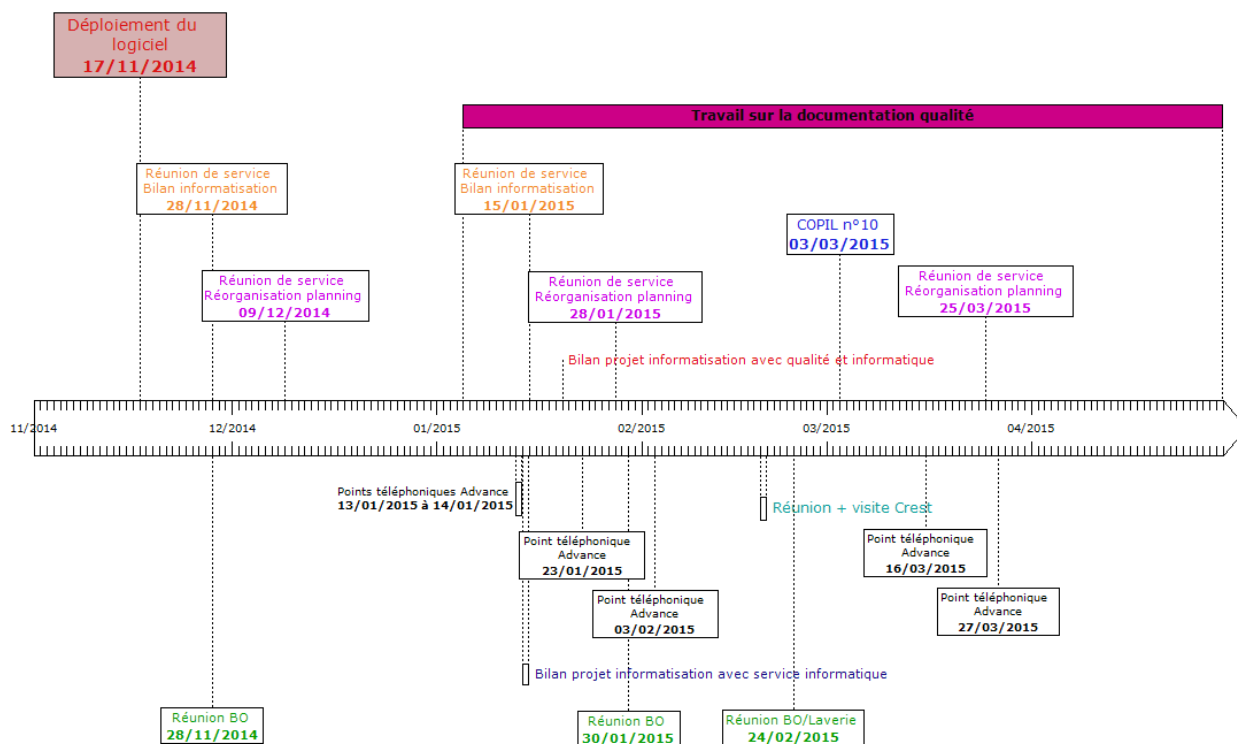 Déploiement du
logiciel
17/11/2014
Travail sur la documentation qualité
Réunion de service
Bilan informatisation
28/11/2014
Réunion de service
Bilan informatisation
15/01/2015
COPIL n°10
03/03/2015
Réunion de service
Réorganisation planning
09/12/2014
Réunion de service
Réorganisation planning
28/01/2015
Réunion de service
Réorganisation planning
25/03/2015
Bilan projet informatisation avec qualité et informatique
11/2014
12/2014
01/2015
02/2015
03/2015
04/2015
Points téléphoniques Advance
13/01/2015 à 14/01/2015
Réunion + visite Crest
Point téléphonique
Advance
23/01/2015
Point téléphonique
Advance
16/03/2015
Point téléphonique
Advance
03/02/2015
Point téléphonique
Advance
27/03/2015
Bilan projet informatisation avec service informatique
Réunion BO
28/11/2014
Réunion BO
30/01/2015
Réunion BO/Laverie
24/02/2015